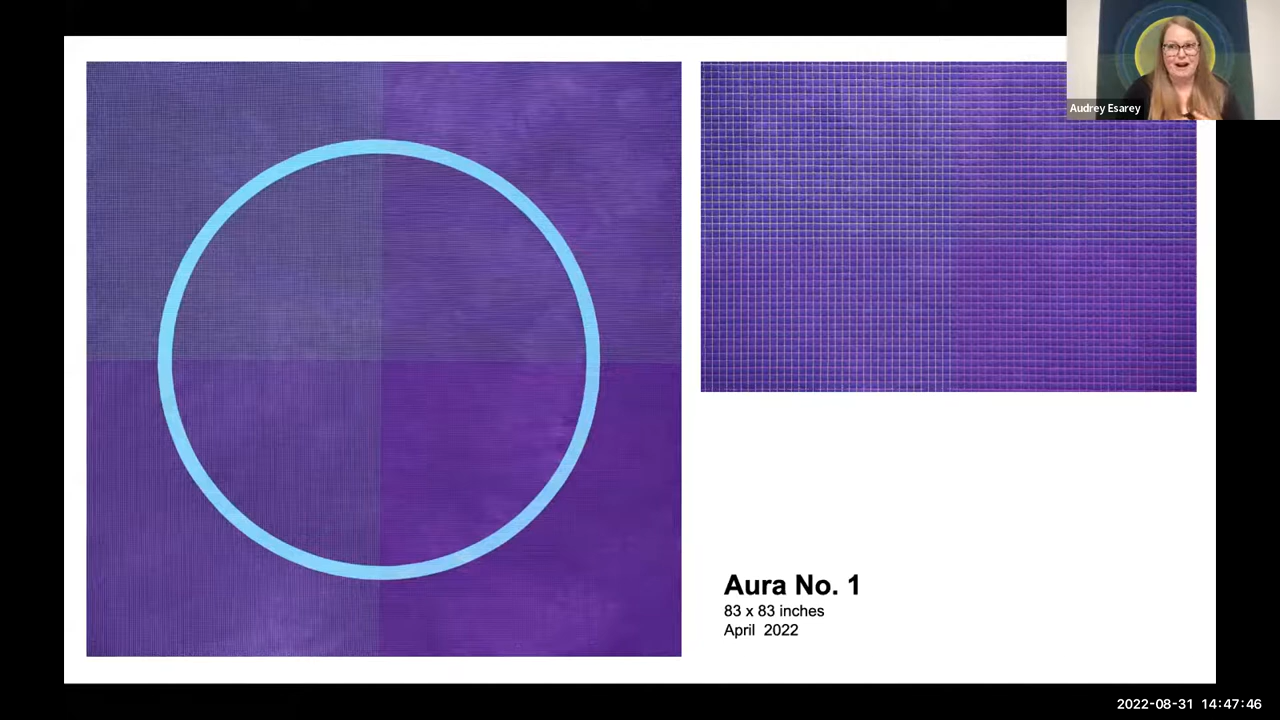 Audrey Esarey
Aura No. 1
83 x 83 inches
April 2022
2022-08-31 14:47:46